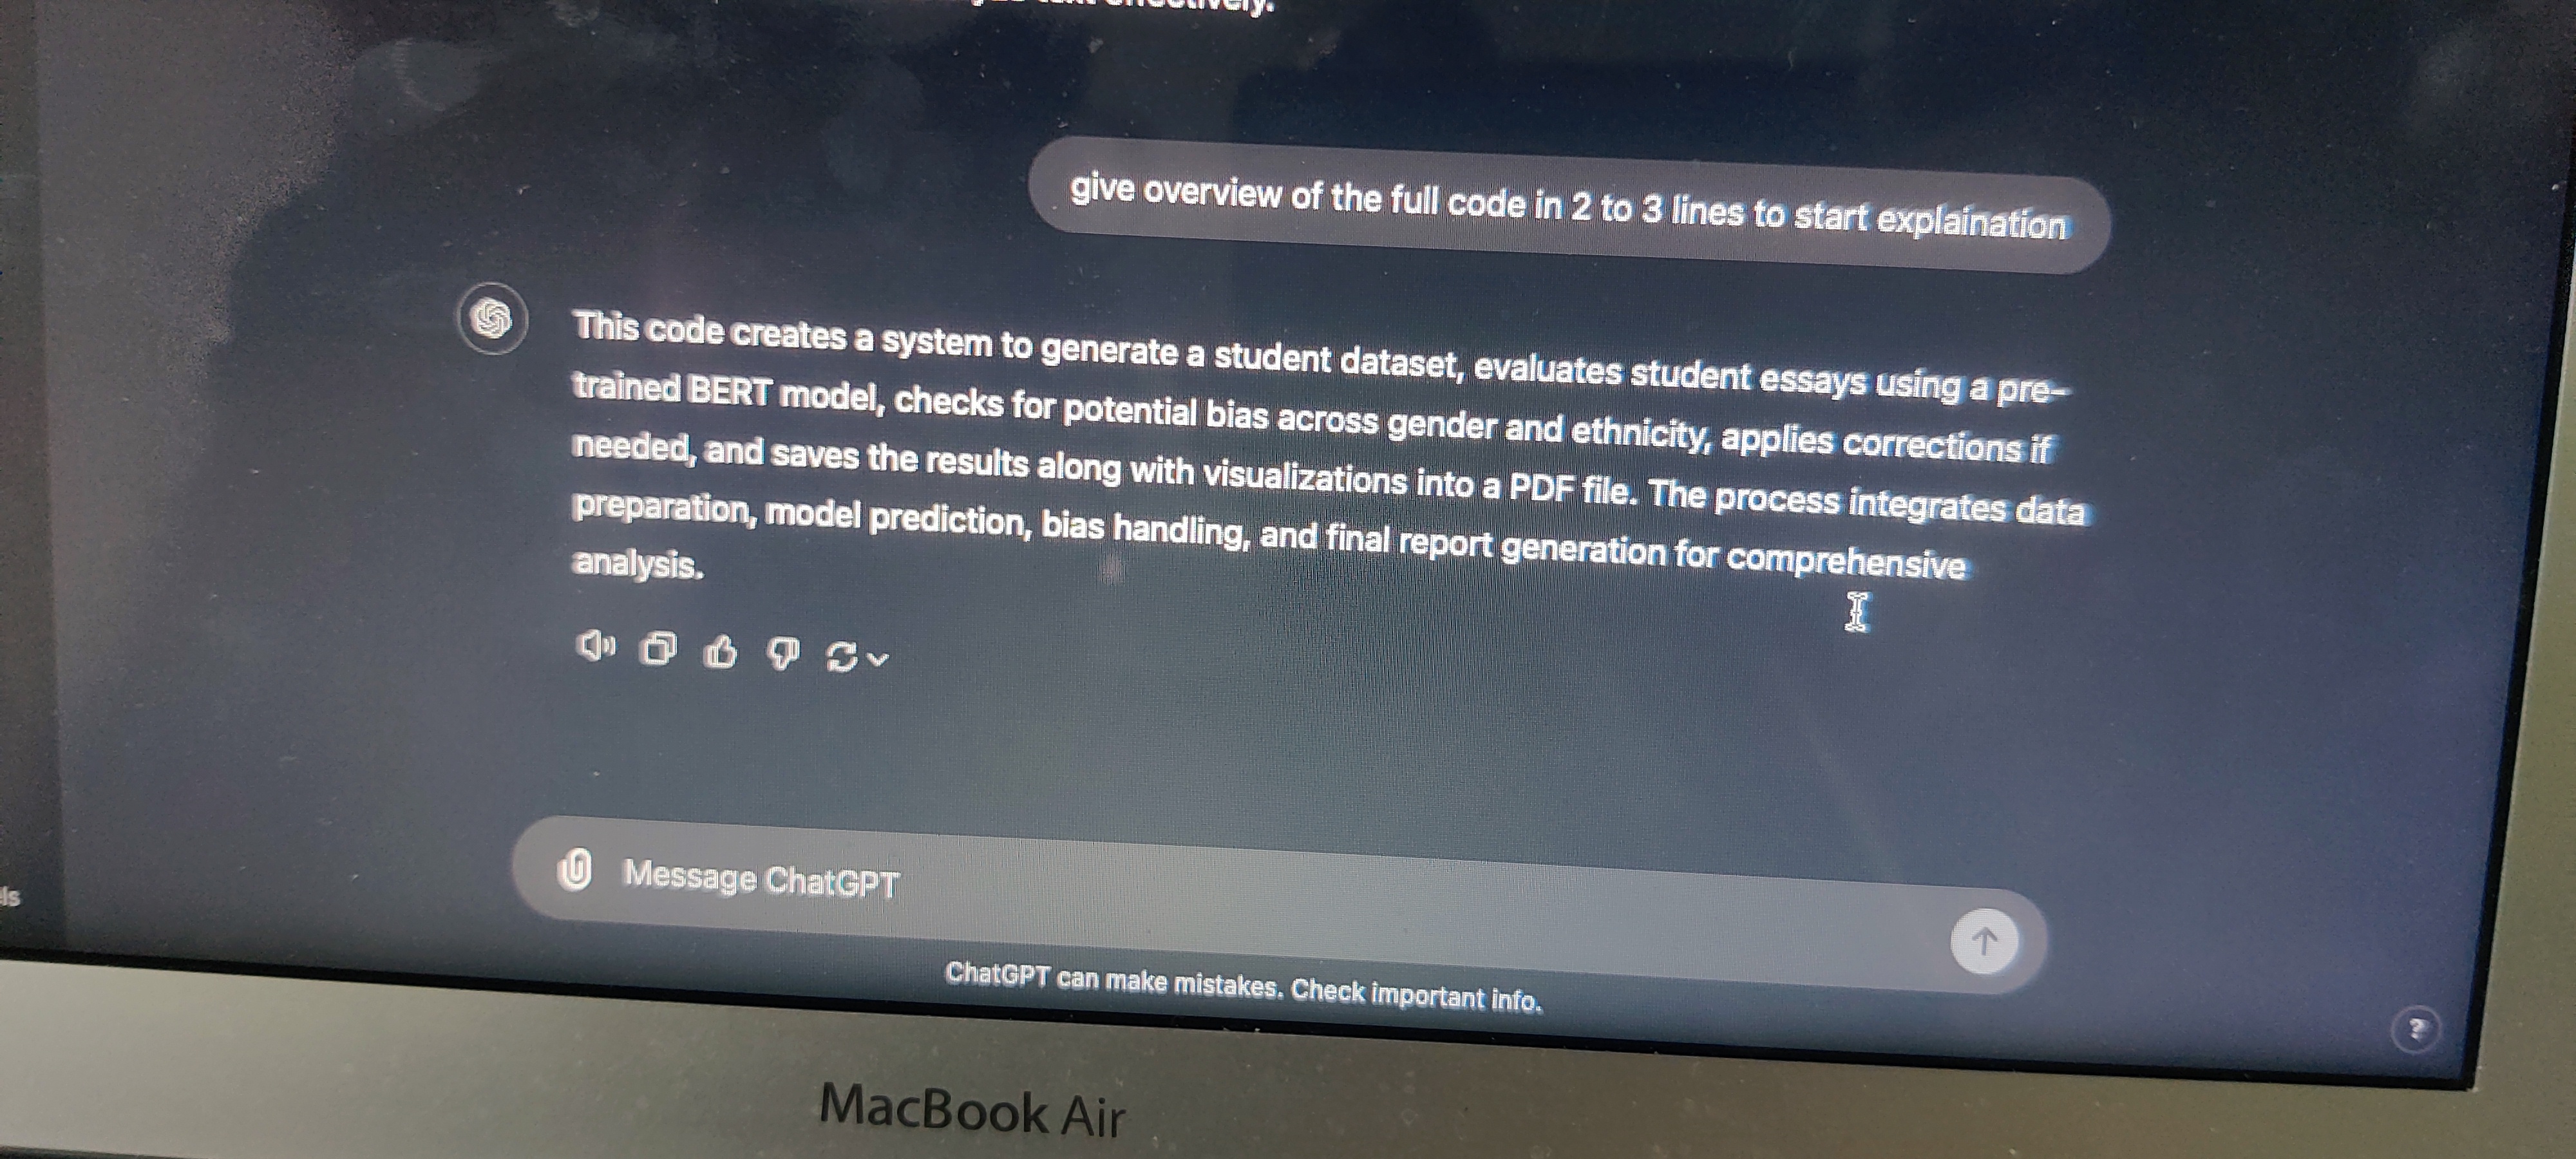 effectively.
give overview of the full code in 2 to 3 lines to start explaination
This code creates a system to generate a student dataset, evaluates student essays using a pre-
trained BERT model, checks for potential bias across gender and ethnicity, applies corrections if
needed, and saves the results along with visualizations into a PDF file. The process integrates data
preparation, model prediction, bias handling, and final report generation for comprehensive
analysis.
Message ChatGPT
ChatGPT can make mistakes. Check important info.
?
MacBook Air